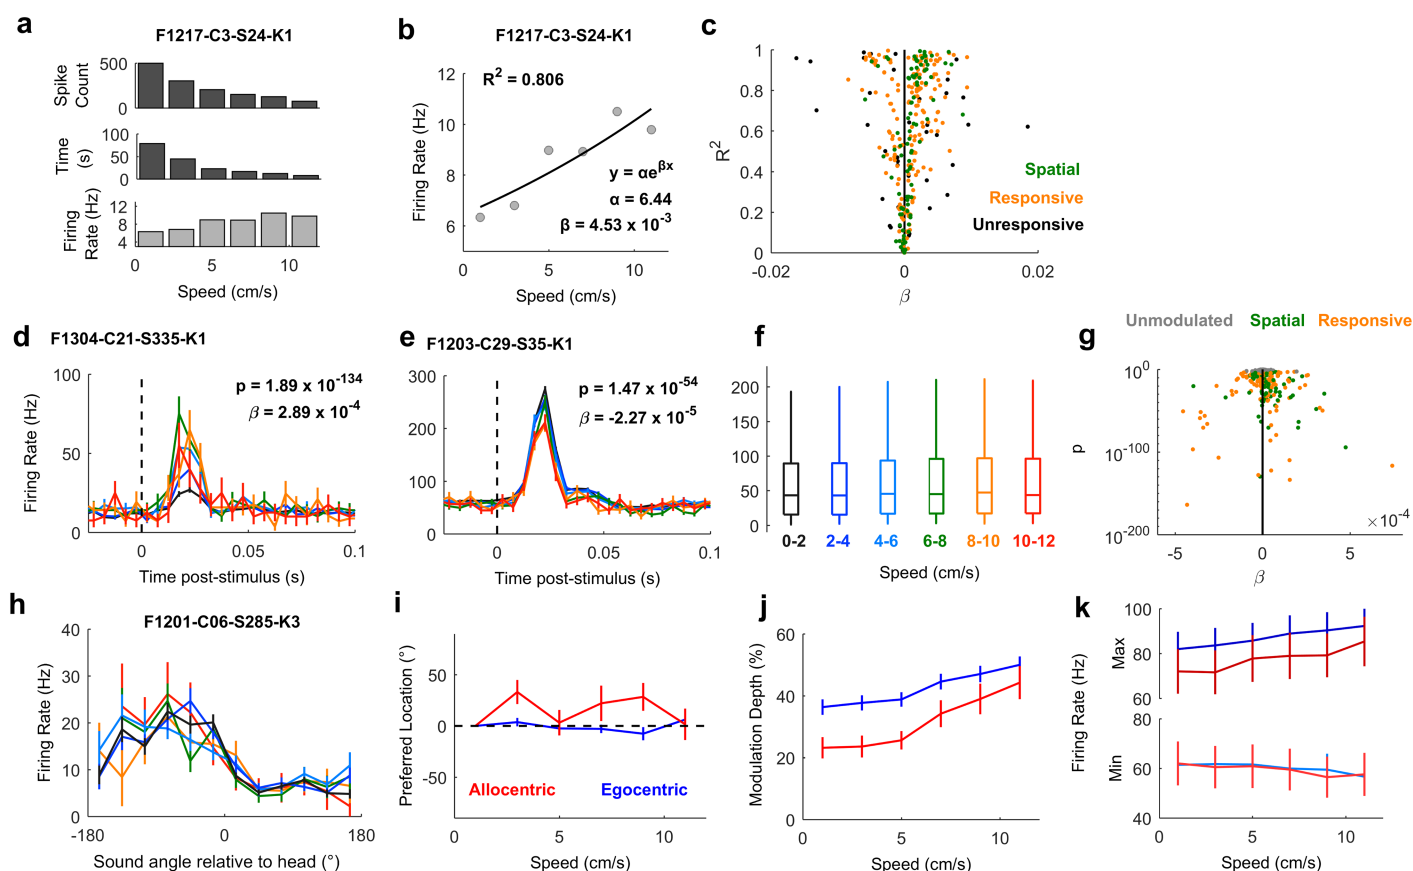 a
F1217-C3-S24-K1
Spike Count
500
0
Time (s)
100
50
0
Firing Rate (Hz)
12
8
4
0 5 10
Speed (cm/s)
b
F1217-C3-S24-K1
R² = 0.806
Firing Rate (Hz)
12
10
8
6
y = αe^βx
α = 6.44
β = 4.53 x 10⁻³
0 5 10
Speed (cm/s)
c
R²
1
0.8
0.6
0.4
0.2
0
Spatial
Responsive
Unresponsive
-0.02 0 0.02
β
d
F1304-C21-S335-K1
p = 1.89 x 10⁻¹³⁴
β = 2.89 x 10⁻⁴
Firing Rate (Hz)
100
50
0
0 0.05 0.1
Time post-stimulus (s)
e
F1203-C29-S35-K1
p = 1.47 x 10⁻⁵⁴
β = -2.27 x 10⁻⁵
300
200
100
0
0 0.05 0.1
Time post-stimulus (s)
f
200
150
100
50
0
0-2 2-4 4-6 6-8 8-10 10-12
Speed (cm/s)
g
Unmodulated Spatial Responsive
p
10⁰
10⁻¹⁰⁰
10⁻²⁰⁰
×10⁻⁴
-5 0 5
β
h
F1201-C06-S285-K3
Firing Rate (Hz)
40
30
20
10
0
-180 0 180
Sound angle relative to head (°)
i
Preferred Location (°)
50
0
-50
Allocentric Egocentric
0 5 10
Speed (cm/s)
j
Modulation Depth (%)
60
40
20
0
0 5 10
Speed (cm/s)
k
Firing Rate (Hz)
Max
100
80
60
Min
80
60
40
0 5 10
Speed (cm/s)